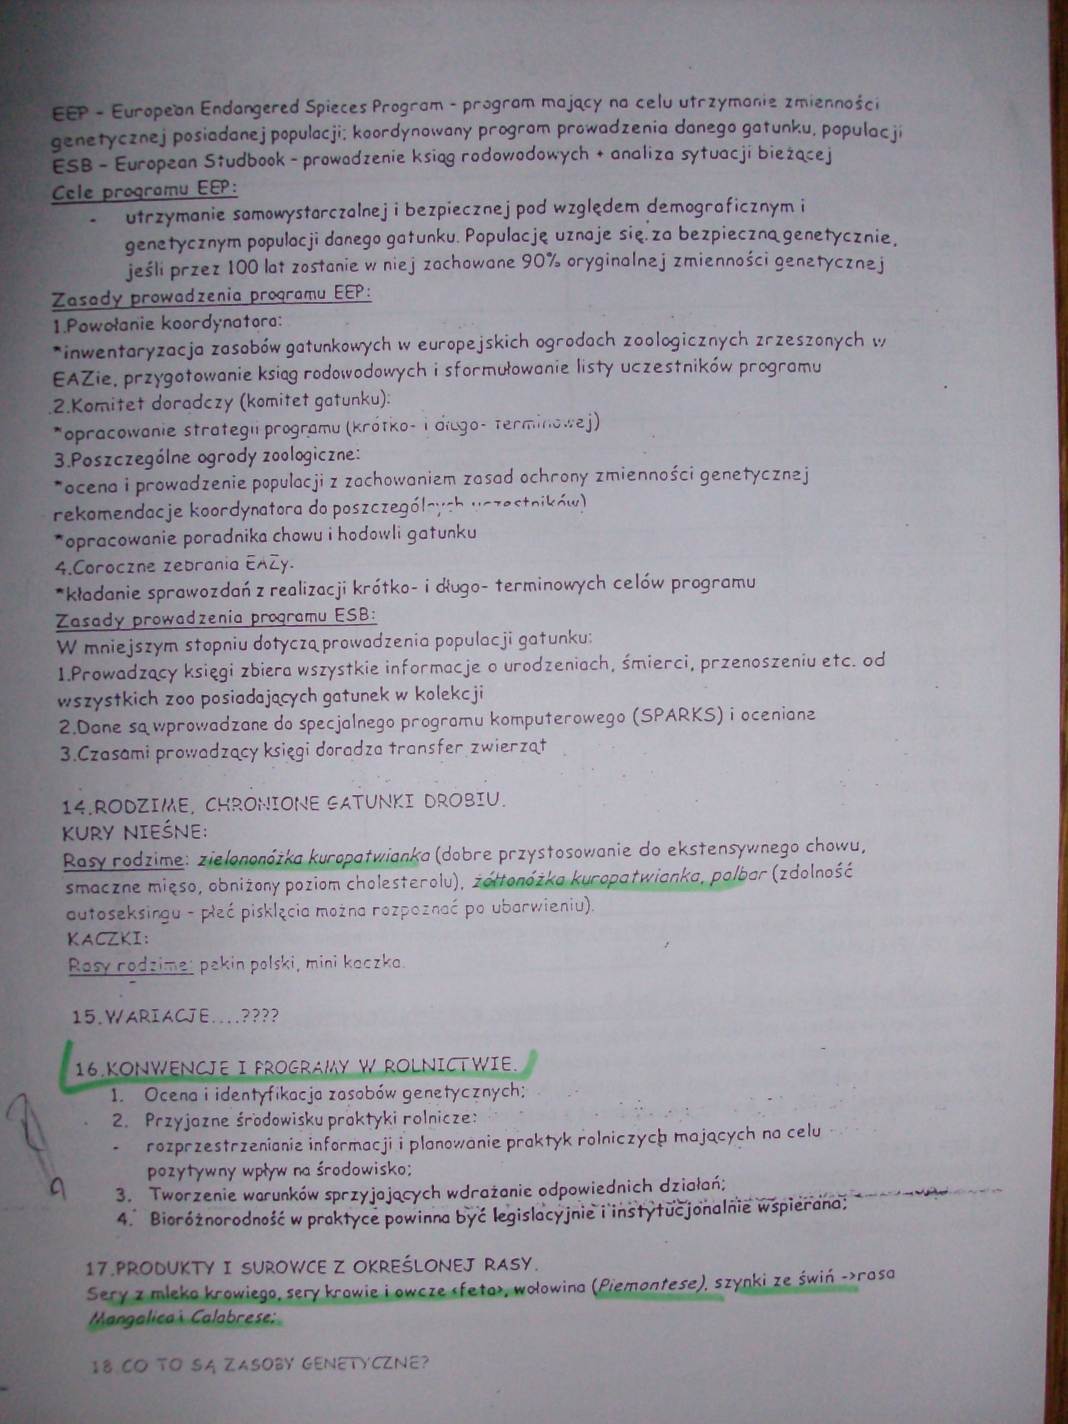 EEP - European Endangered Spieces Program - program mający na celu utrzymanie zmienności
genetycznej posiadanej populacji; koordynowany program prowadzenia danego gatunku, populacji
ESB - European Studbook - prowadzenie ksiąg rodowodowych + analiza sytuacji bieżącej
Cele programu EEP:
- utrzymanie samowystarczalnej i bezpiecznej pod względem demograficznym i
genetycznym populacji danego gatunku. Populację uznaje się za bezpieczną genetycznie,
jeśli przez 100 lat zostanie w niej zachowane 90% oryginalnej zmienności genetycznej
Zasady prowadzenia programu EEP:
1.Powołanie koordynatora:
*inwentaryzacja zasobów gatunkowych w europejskich ogrodach zoologicznych zrzeszonych w
EAZie, przygotowanie ksiąg rodowodowych i sformułowanie listy uczestników programu
2.Komitet doradczy (komitet gatunku):
*opracowanie strategii programu (krótko- i długo- terminowej)
3.Poszczególne ogrody zoologiczne:
*ocena i prowadzenie populacji z zachowaniem zasad ochrony zmienności genetycznej
rekomendacje koordynatora do poszczególnych uczestników)
*opracowanie poradnika chowu i hodowli gatunku
4.Coroczne zebrania EAZy.
*kładanie sprawozdań z realizacji krótko- i długo- terminowych celów programu
Zasady prowadzenia programu ESB:
W mniejszym stopniu dotyczą prowadzenia populacji gatunku:
1.Prowadzący księgi zbiera wszystkie informacje o urodzeniach, śmierci, przenoszeniu etc. od
wszystkich zoo posiadających gatunek w kolekcji
2.Dane są wprowadzane do specjalnego programu komputerowego (SPARKS) i oceniane
3.Czasami prowadzący księgi doradza transfer zwierząt
14.RODZIME, CHRONIONE GATUNKI DROBIU.
KURY NIEŚNE:
Rasy rodzime: zielononóżka kuropatwianka (dobre przystosowanie do ekstensywnego chowu,
smaczne mięso, obniżony poziom cholesterolu), żółtonóżka kuropatwianka, polbar (zdolność
autoseksingu - płeć pisklęcia można rozpoznać po ubarwieniu).
KACZKI:
Rasy rodzime: pekin polski, mini kaczka.
15.WARIACJE....????
16.KONWENCJE I PROGRAMY W ROLNICTWIE.
1. Ocena i identyfikacja zasobów genetycznych;
2. Przyjazne środowisku praktyki rolnicze:
- rozprzestrzenianie informacji i planowanie praktyk rolniczych mających na celu
pozytywny wpływ na środowisko;
3. Tworzenie warunków sprzyjających wdrażanie odpowiednich działań;
4. Bioróżnorodność w praktyce powinna być legislacyjnie i instytucjonalnie wspierana;
17.PRODUKTY I SUROWCE Z OKREŚLONEJ RASY.
Sery z mleka krowiego, sery krowie i owcze <feta>, wołowina (Piemontese), szynki ze świń ->rasa
Mangalica i Calabrese;
18 CO TO SĄ ZASOBY GENETYCZNE?